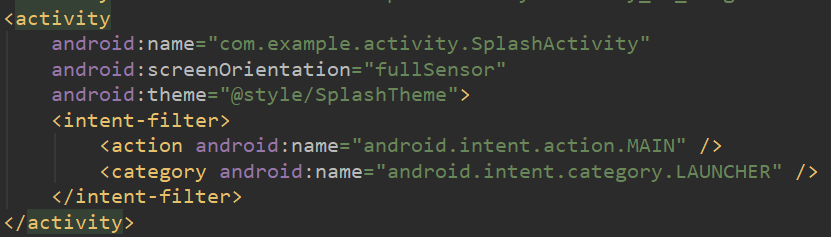 <activity
android:name="com.example.activity.SplashActivity"
android:screenOrientation="fullSensor"
android:theme="@style/SplashTheme">
<intent-filter>
<action android:name="android.intent.action.MAIN" />
<category android:name="android.intent.category.LAUNCHER" />
</intent-filter>
</activity>